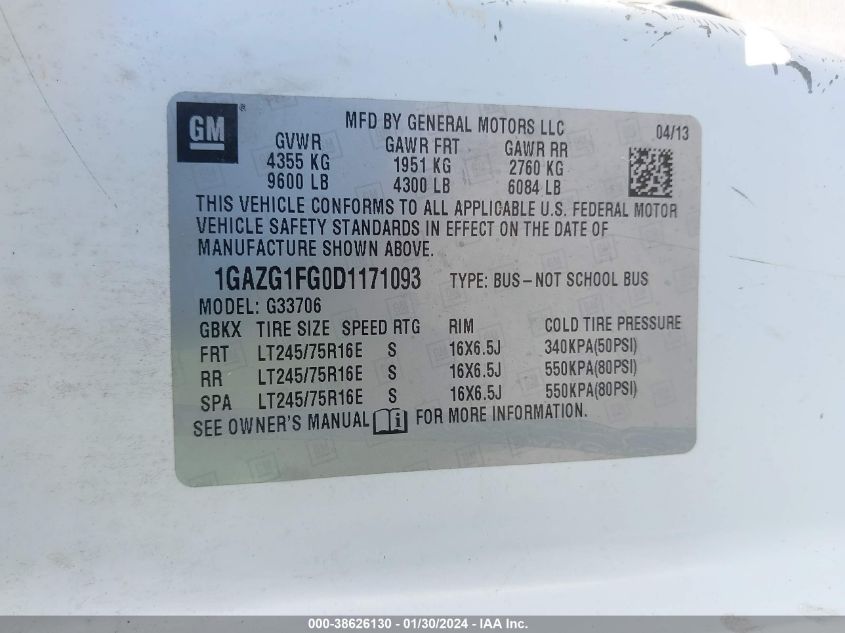 GM ®
MFD BY GENERAL MOTORS LLC 04/13
GVWR GAWR FRT GAWR RR
4355 KG 1951 KG 2760 KG
9600 LB 4300 LB 6084 LB
THIS VEHICLE CONFORMS TO ALL APPLICABLE U.S. FEDERAL MOTOR
VEHICLE SAFETY STANDARDS IN EFFECT ON THE DATE OF
MANUFACTURE SHOWN ABOVE.
1GAZG1FG0D1171093 TYPE: BUS-NOT SCHOOL BUS
MODEL: G33706
GBKX TIRE SIZE SPEED RTG RIM COLD TIRE PRESSURE
FRT LT245/75R16E S 16X6.5J 340KPA(50PSI)
RR LT245/75R16E S 16X6.5J 550KPA(80PSI)
SPA LT245/75R16E S 16X6.5J 550KPA(80PSI)
SEE OWNER'S MANUAL i FOR MORE INFORMATION.
000-38626130 - 01/30/2024 - IAA Inc.